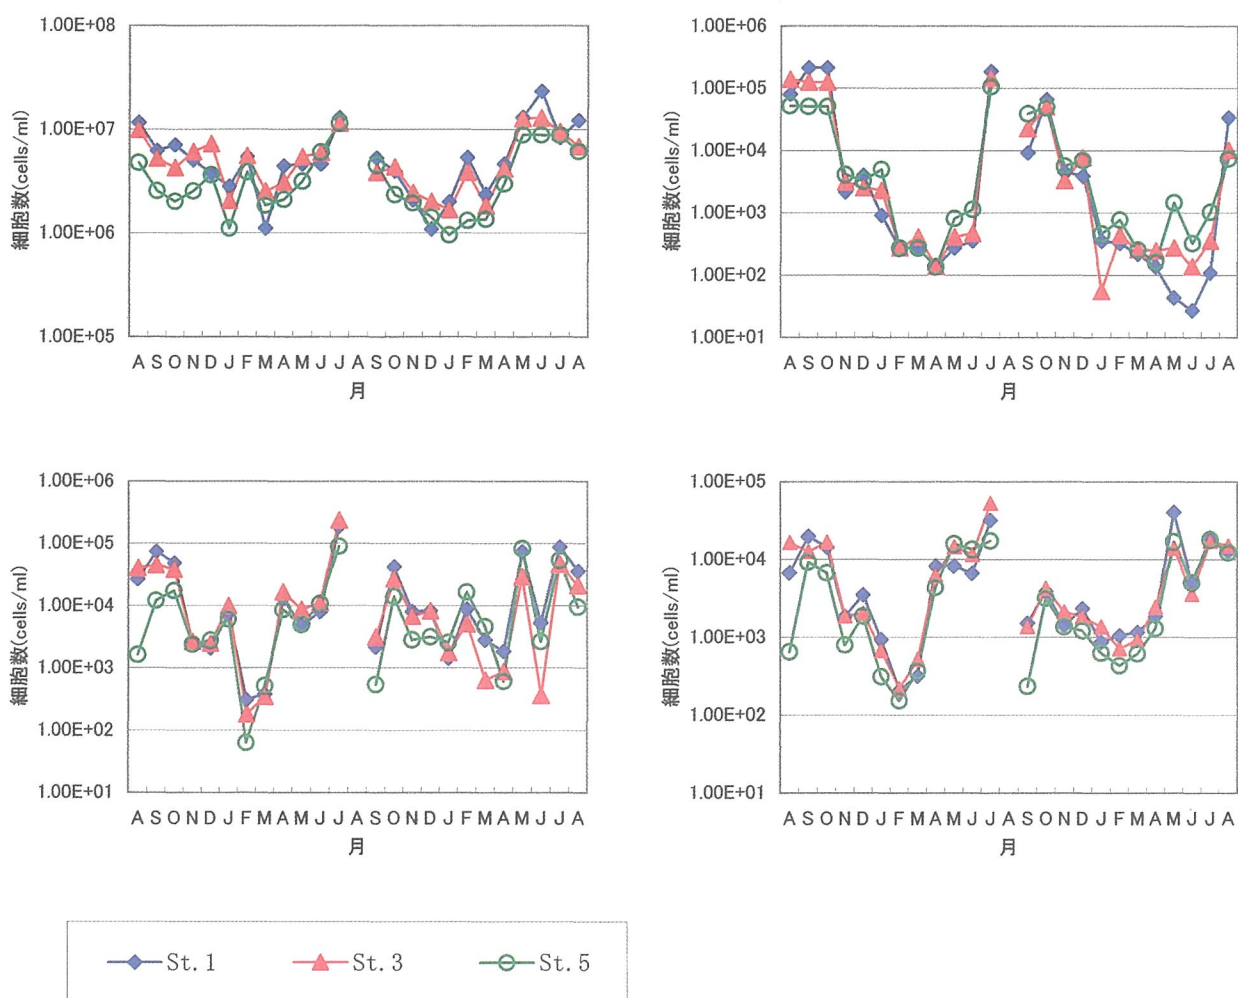 1.00E+08
1.00E+07
1.00E+06
1.00E+05
細胞数(cells/ml)
A S O N D J F M A M J J A S O N D J F M A M J J A
月
1.00E+06
1.00E+05
1.00E+04
1.00E+03
1.00E+02
1.00E+01
細胞数(cells/ml)
A S O N D J F M A M J J A S O N D J F M A M J J A
月
1.00E+06
1.00E+05
1.00E+04
1.00E+03
1.00E+02
1.00E+01
細胞数(cells/ml)
A S O N D J F M A M J J A S O N D J F M A M J J A
月
1.00E+05
1.00E+04
1.00E+03
1.00E+02
1.00E+01
細胞数(cells/ml)
A S O N D J F M A M J J A S O N D J F M A M J J A
月
St. 1 St. 3 St. 5